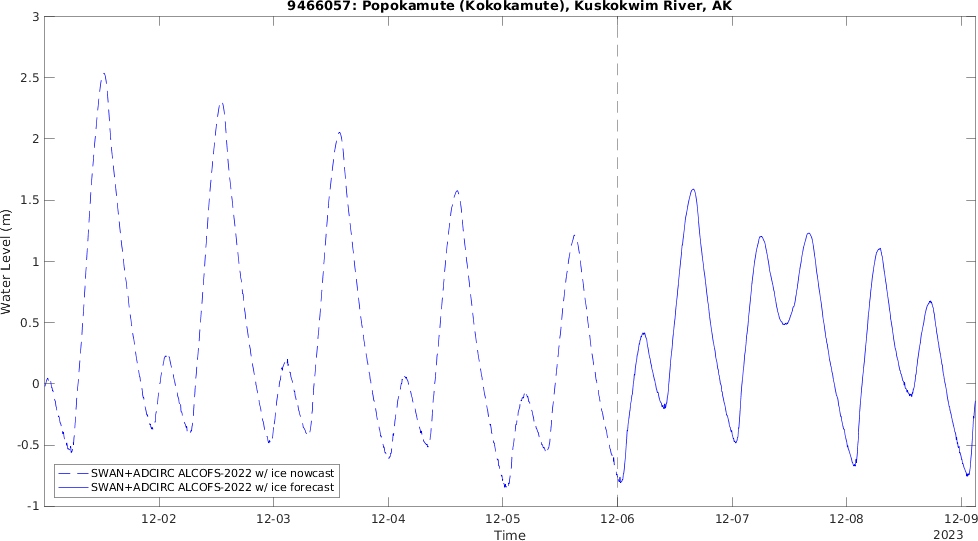 9466057: Popokamute (Kokokamute), Kuskokwim River, AK
3
2.5
2
1.5
1
0.5
0
-0.5
-1
Water Level (m)
SWAN+ADCIRC ALCOFS-2022 w/ ice nowcast
SWAN+ADCIRC ALCOFS-2022 w/ ice forecast
12-02 12-03 12-04 12-05 12-06 12-07 12-08 12-09
Time
2023